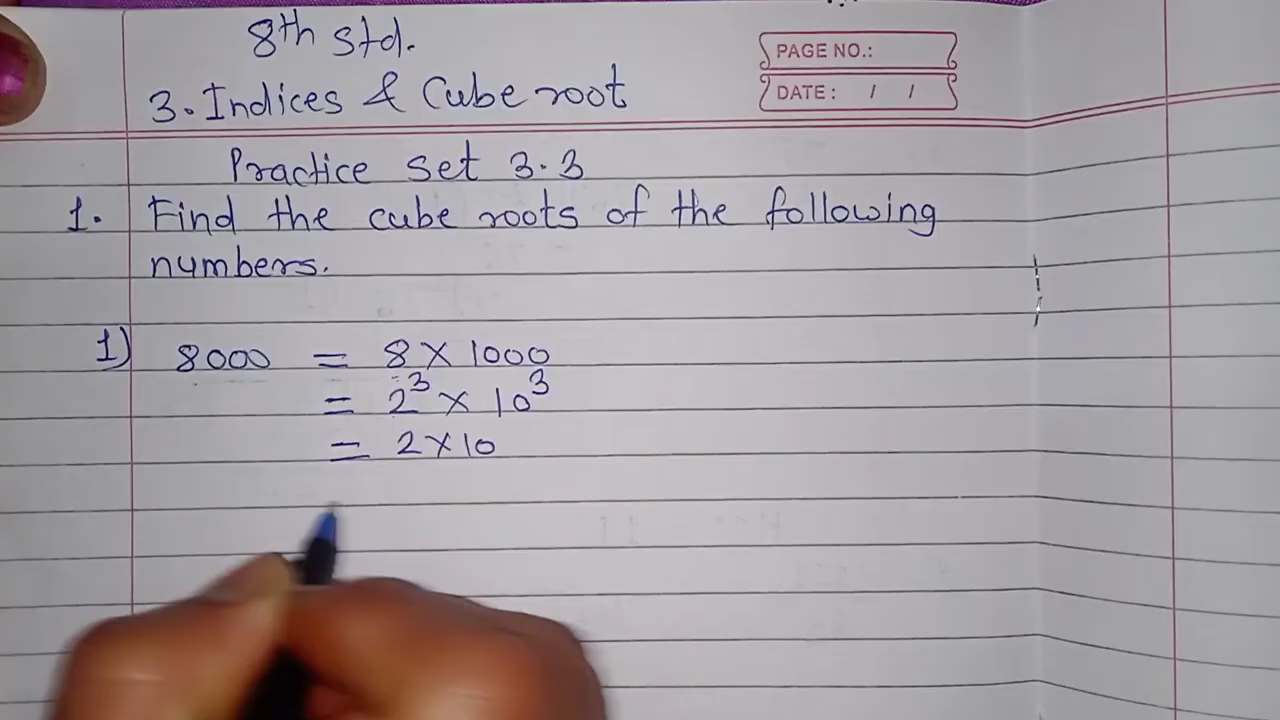 8th std.
PAGE NO.:
3. Indices & Cube root
DATE : / /
Practice set 3.3
1. Find the cube roots of the following
numbers.
1) 8000 = 8 × 1000
= 2³ × 10³
= 2 × 10